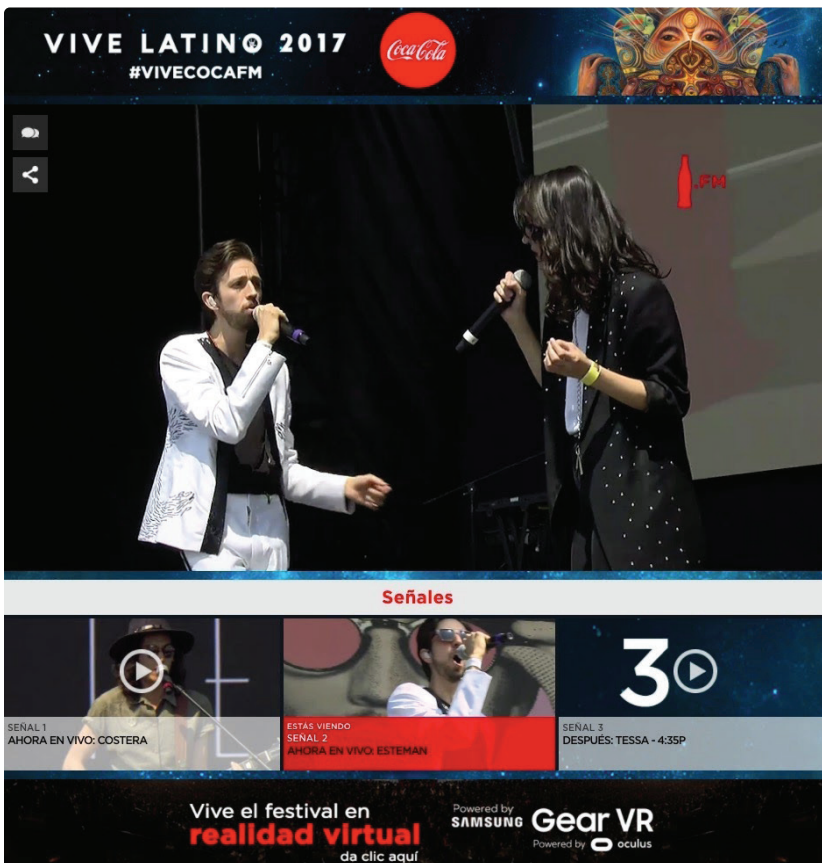 VIVE LATINO 2017
#VIVECOCAFM
Coca-Cola
.FM
Señales
SEÑAL 1
AHORA EN VIVO: COSTERA
ESTÁS VIENDO
SEÑAL 2
AHORA EN VIVO: ESTEMAN
3
SEÑAL 3
DESPUÉS: TESSA - 4:35P
Vive el festival en
realidad virtual
da clic aquí
Powered by
SAMSUNG Gear VR
Powered by oculus